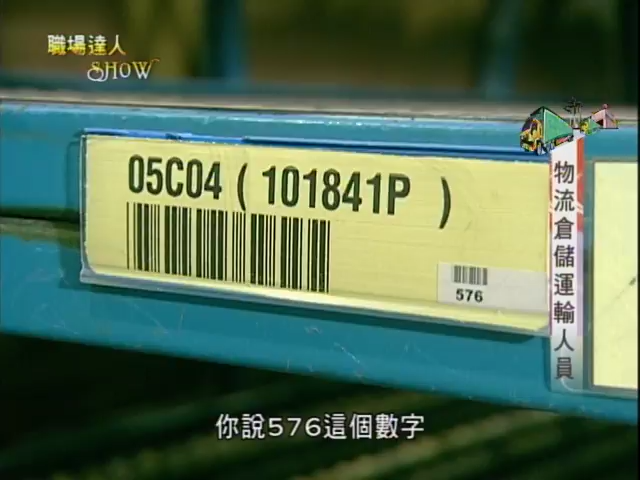 職場達人
SHOW
05C04 ( 101841P )
576
物流倉儲運輸人員
你說576這個數字